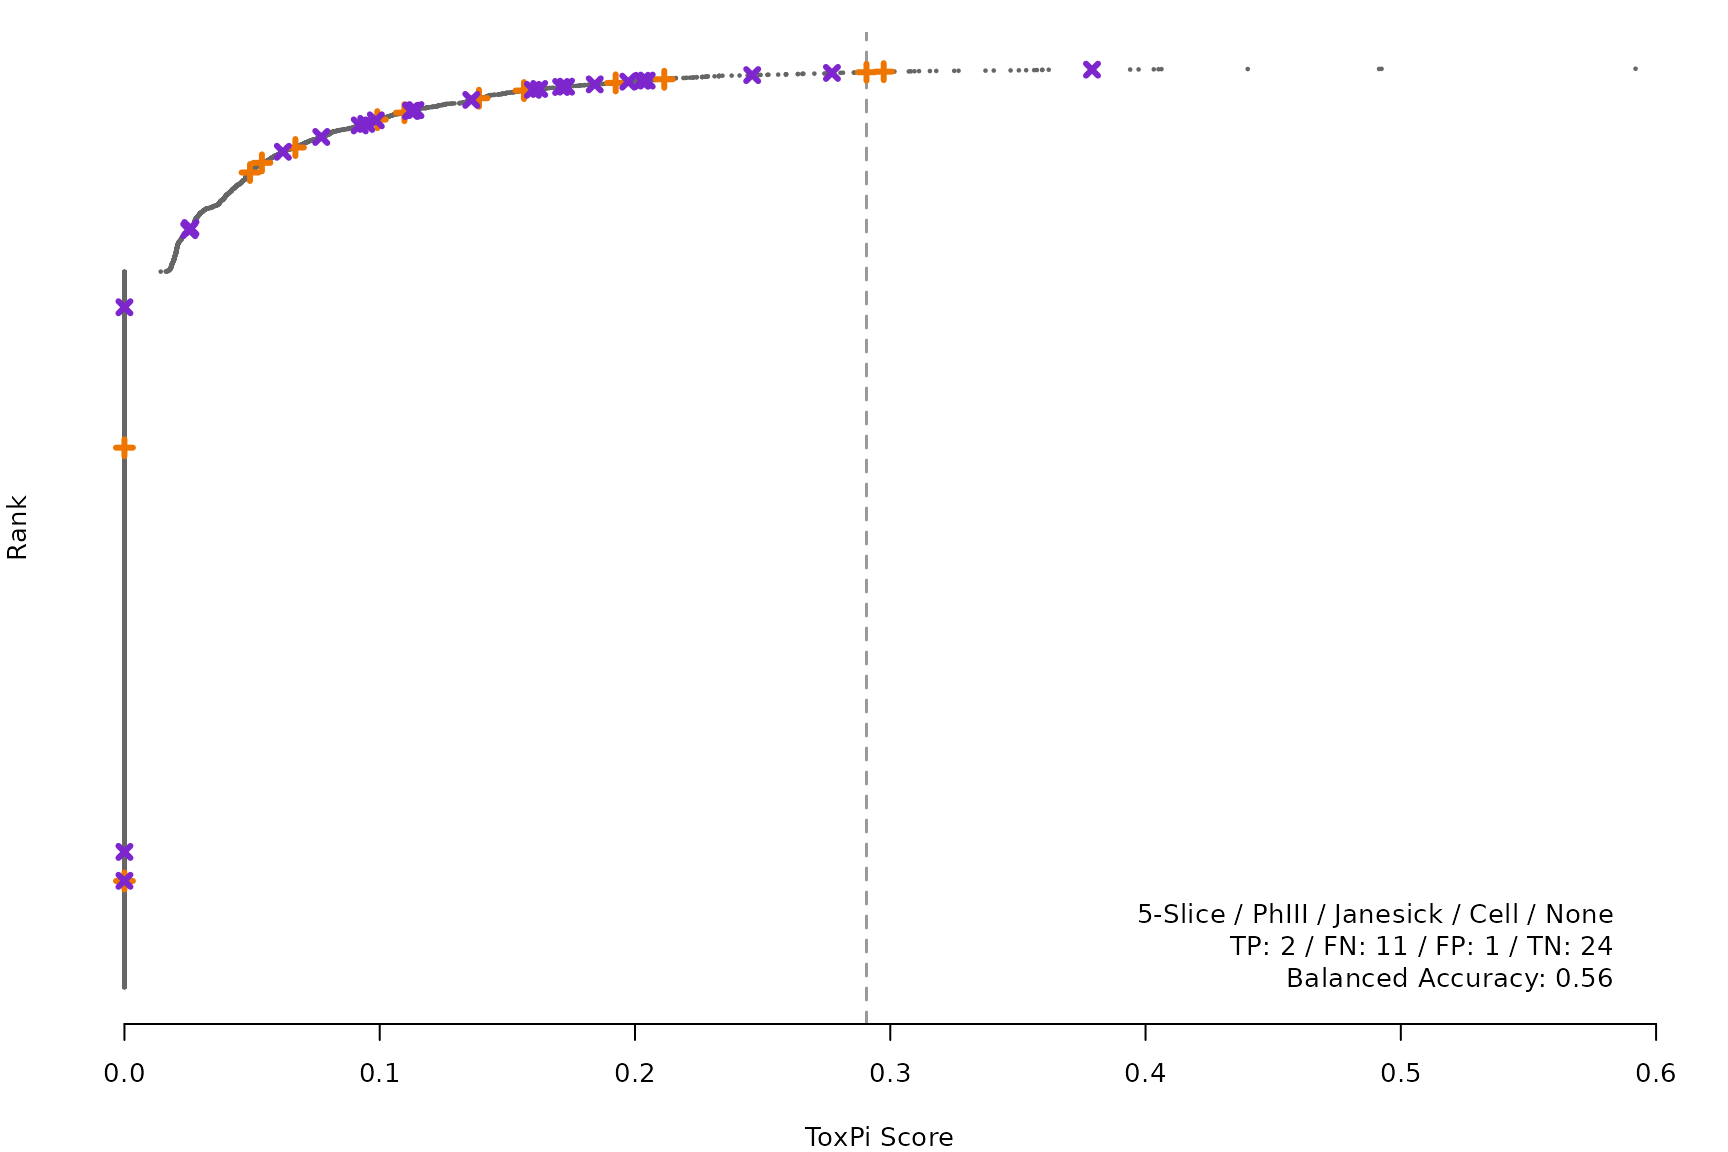 Rank
5-Slice / PhIII / Janesick / Cell / None
TP: 2 / FN: 11 / FP: 1 / TN: 24
Balanced Accuracy: 0.56
0.0 0.1 0.2 0.3 0.4 0.5 0.6
ToxPi Score